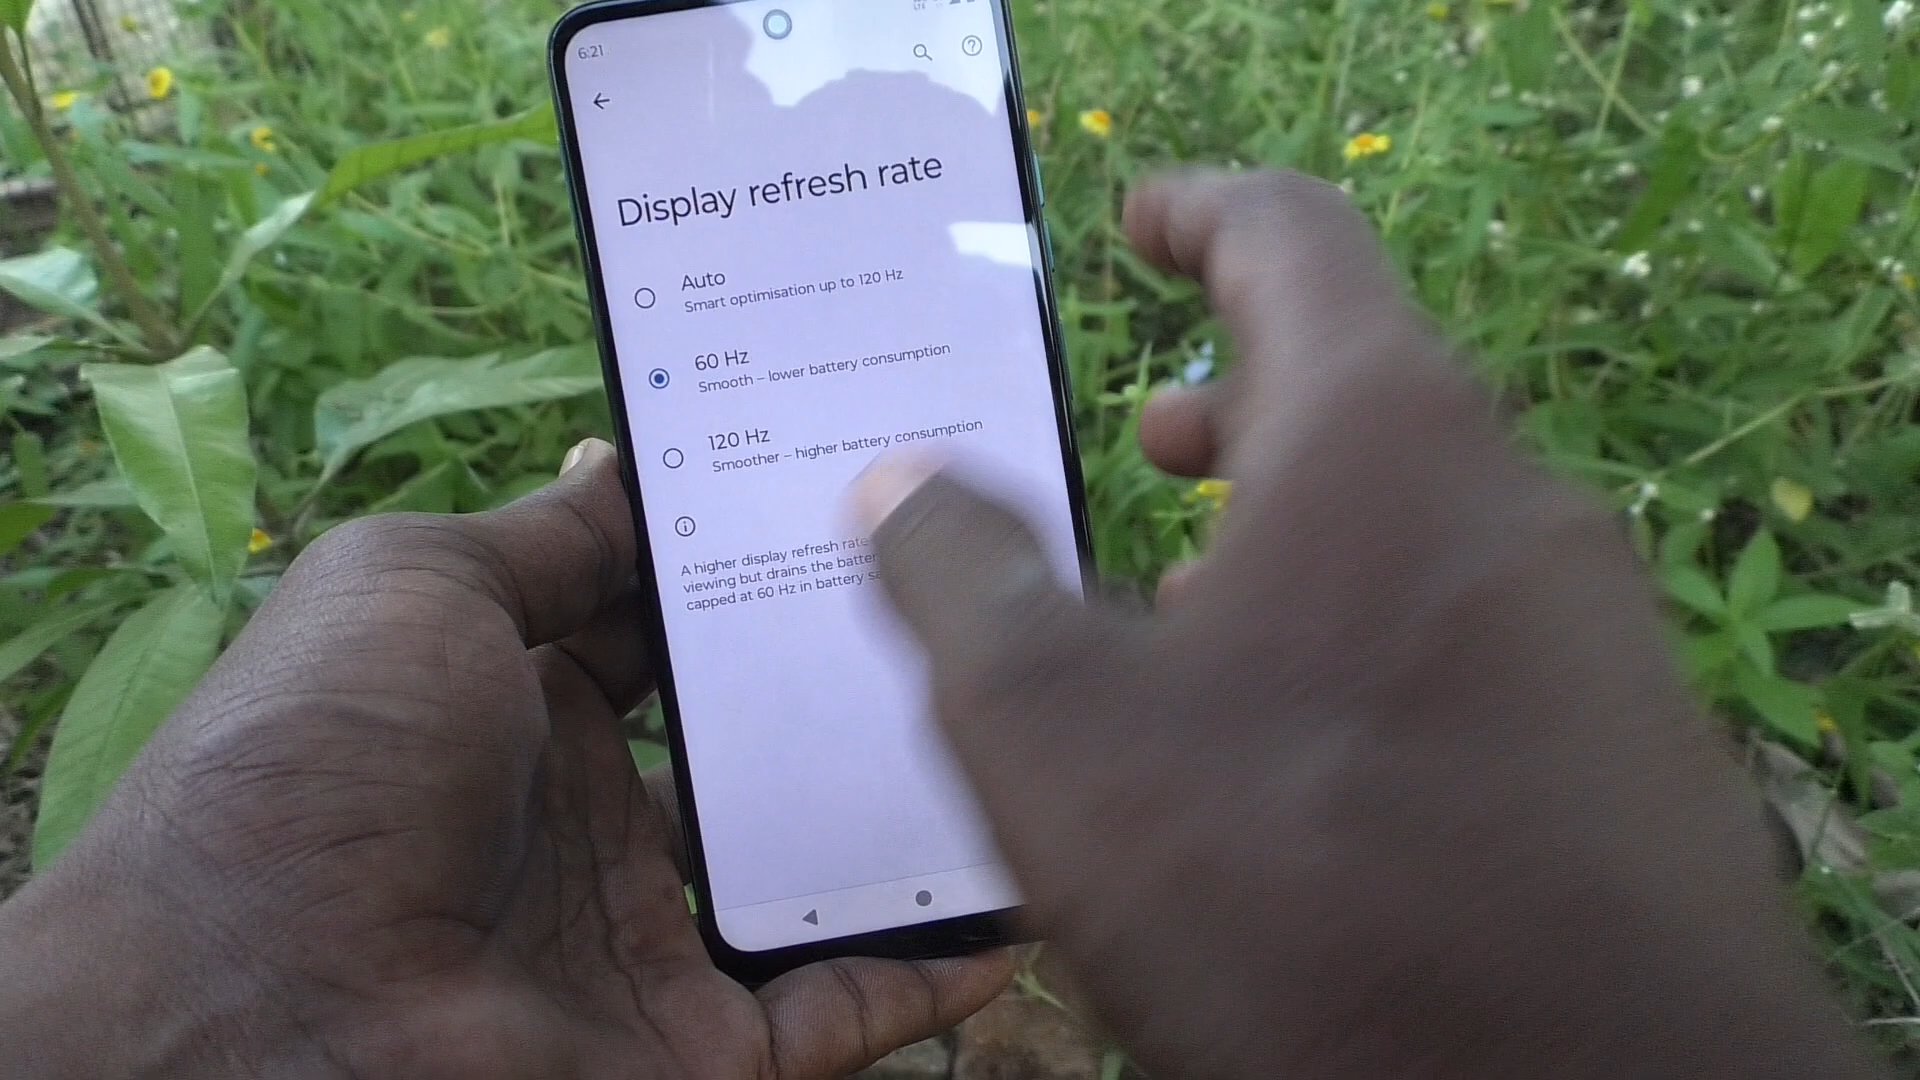 6:21
Display refresh rate
Auto
Smart optimisation up to 120 Hz
60 Hz
Smooth – lower battery consumption
120 Hz
Smoother – higher battery consumption
A higher display refresh rate
viewing but drains the
capped at 60 Hz in battery